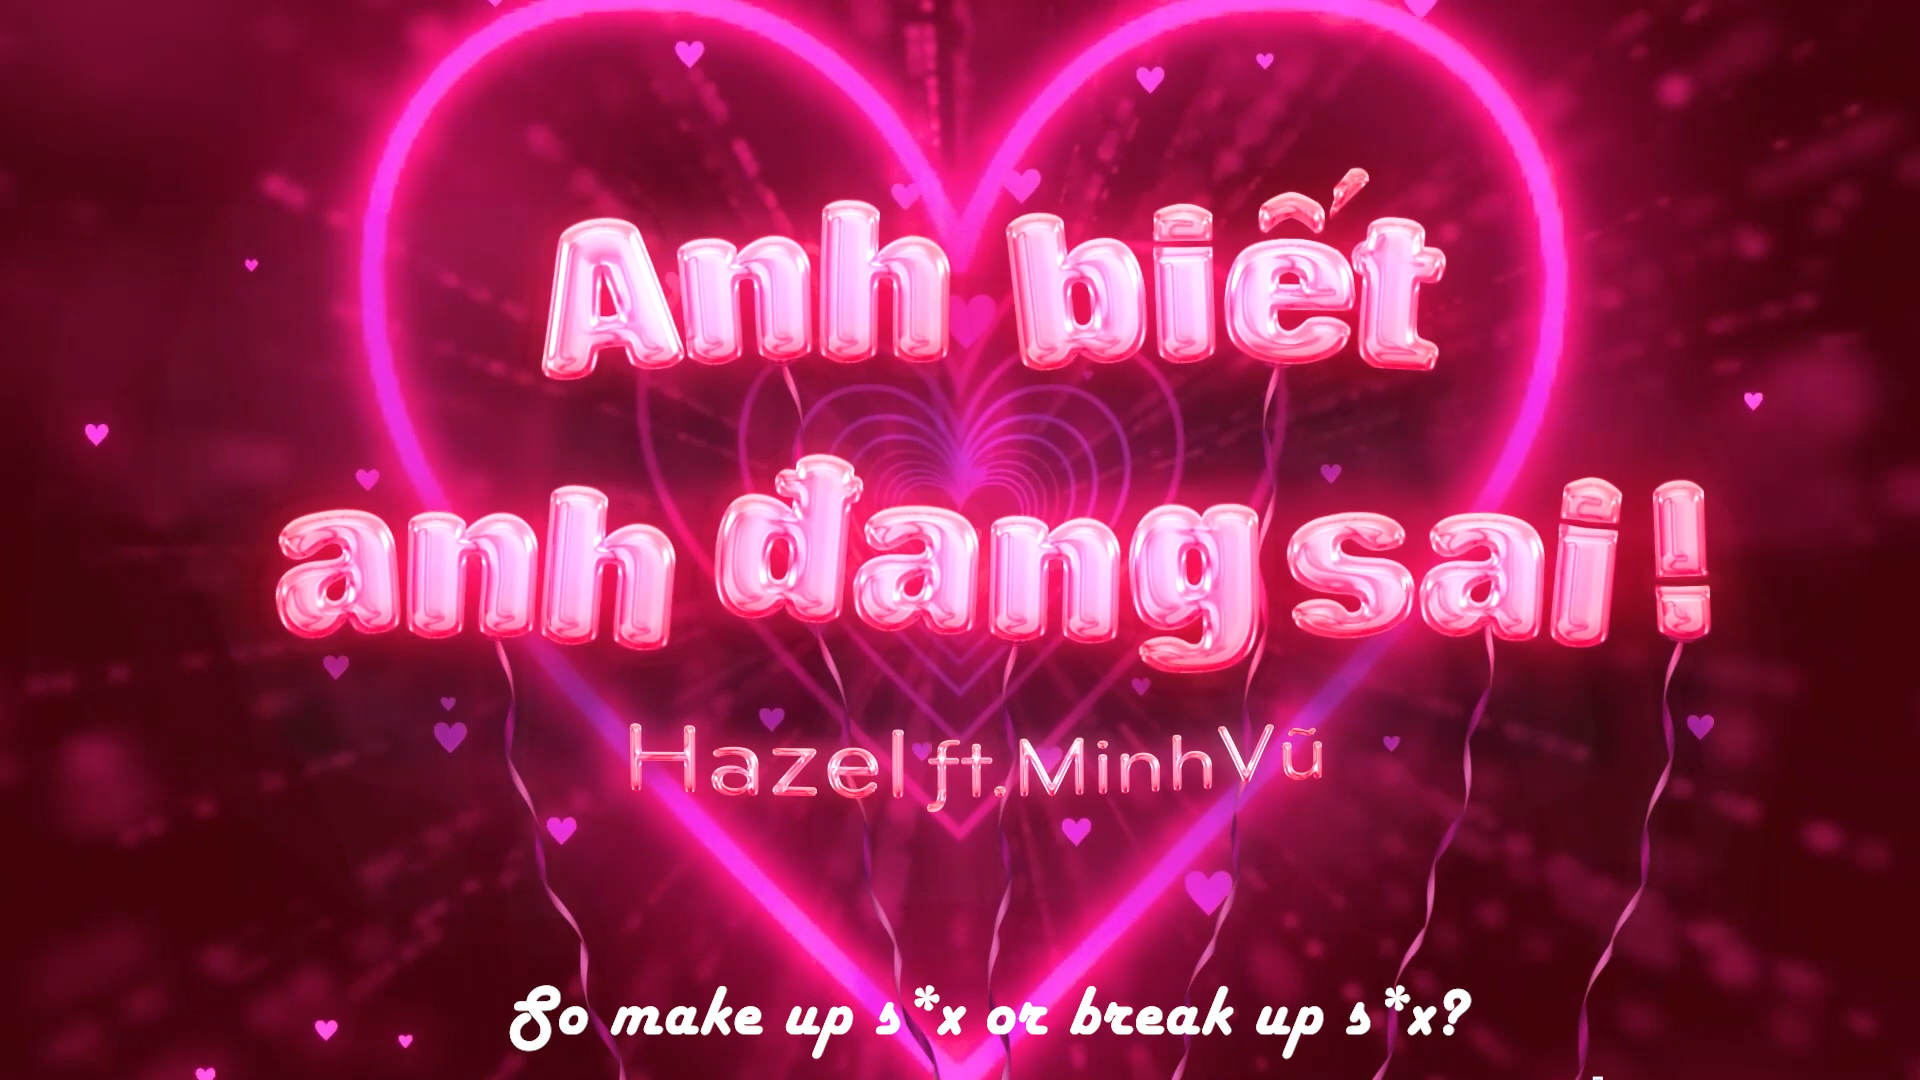 Anh biết
anh đang sai !
Hazel ft. Minh Vũ
So make up s*x or break up s*x?